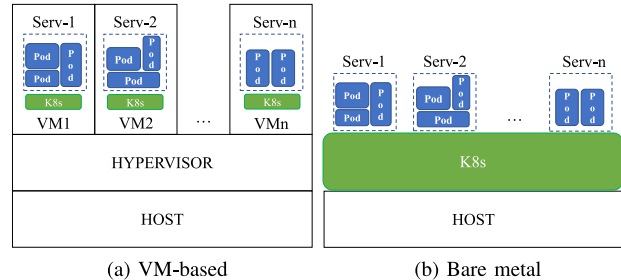 Serv-1 Serv-2 Serv-n
Pod Pod Pod
Pod Pod Pod
Pod Pod
K8s K8s K8s
VM1 VM2 ... VMn
HYPERVISOR
HOST
(a) VM-based
Serv-1 Serv-2 Serv-n
Pod Pod Pod
Pod Pod Pod
Pod Pod
...
K8s
HOST
(b) Bare metal